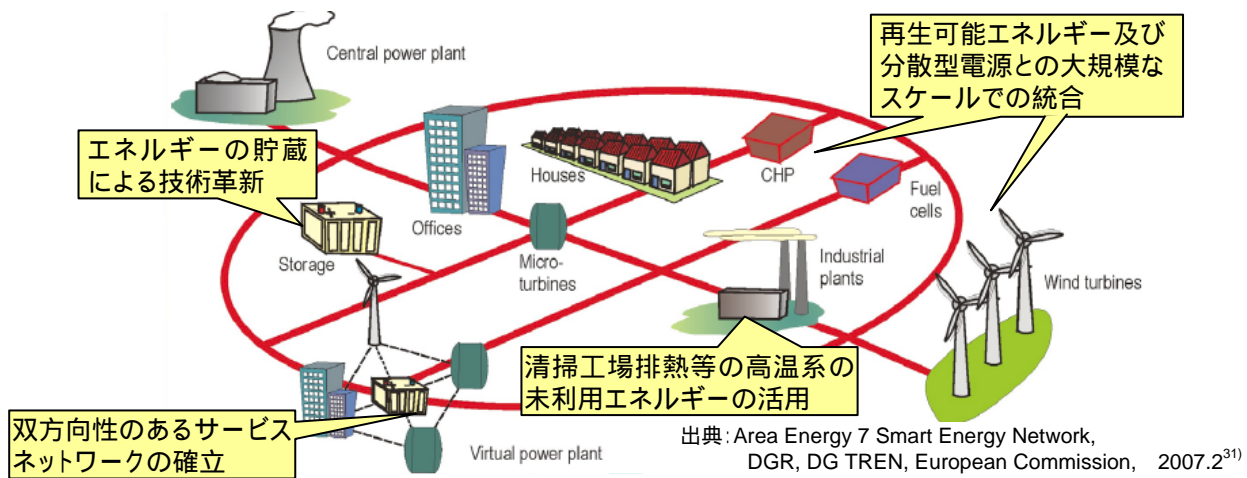 Central power plant
再生可能エネルギー及び
分散型電源との大規模な
スケールでの統合
エネルギーの貯蔵
による技術革新
Houses
CHP
Fuel
cells
Offices
Storage
Micro-
turbines
Industrial
plants
Wind turbines
清掃工場排熱等の高温系の
未利用エネルギーの活用
双方向性のあるサービス
ネットワークの確立
Virtual power plant
出典：Area Energy 7 Smart Energy Network,
DGR, DG TREN, European Commission, 2007.2³¹⁾